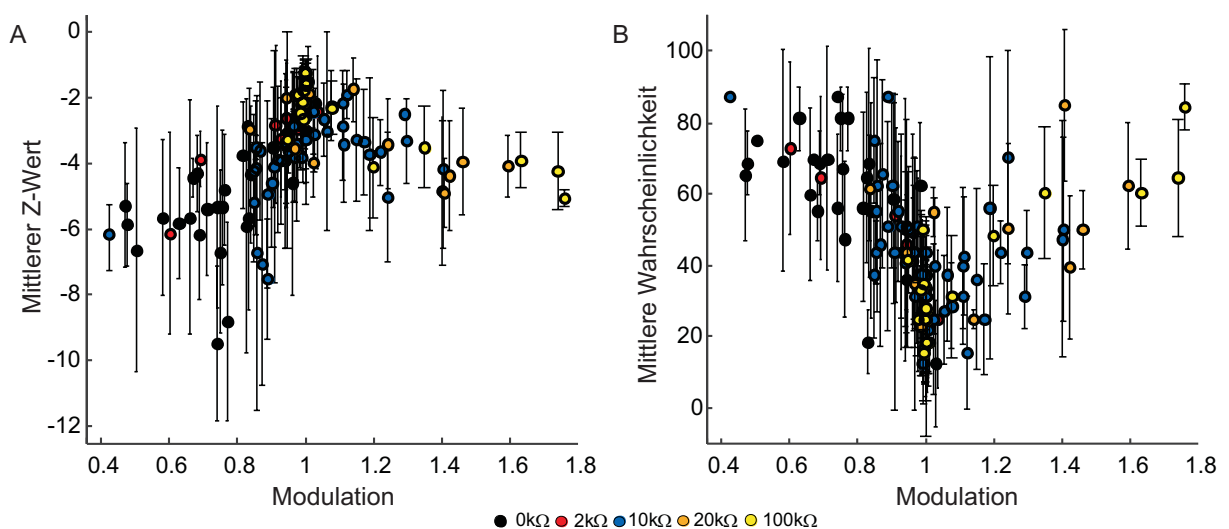 A
Mittlerer Z-Wert
0
-2
-4
-6
-8
-10
-12
0.4 0.6 0.8 1 1.2 1.4 1.6 1.8
Modulation
B
Mittlere Wahrscheinlichkeit
100
80
60
40
20
0
0.4 0.6 0.8 1 1.2 1.4 1.6 1.8
Modulation
0kΩ 2kΩ 10kΩ 20kΩ 100kΩ